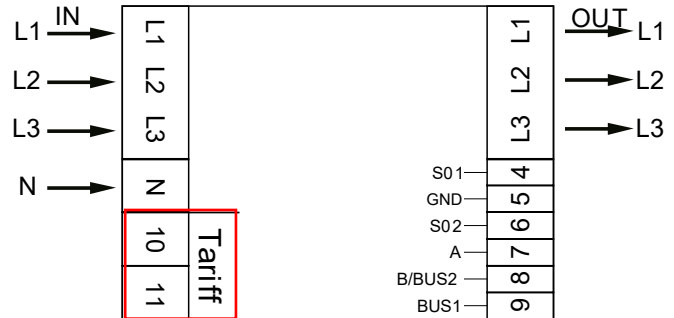 IN
OUT
L1
L1
L1
L1
L2
L2
L2
L2
L3
L3
L3
L3
N
N
S01
4
GND
5
S02
6
10
A
7
Tariff
B/BUS2
8
11
BUS1
9